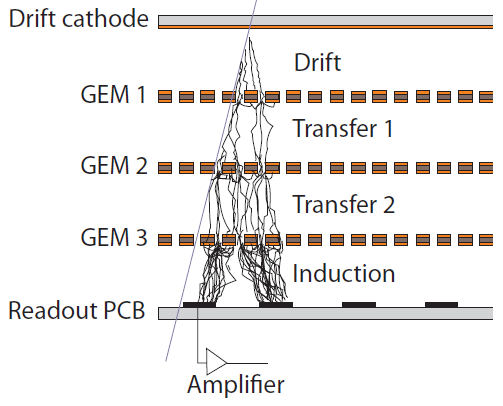 Drift cathode
Drift
GEM 1
Transfer 1
GEM 2
Transfer 2
GEM 3
Induction
Readout PCB
Amplifier